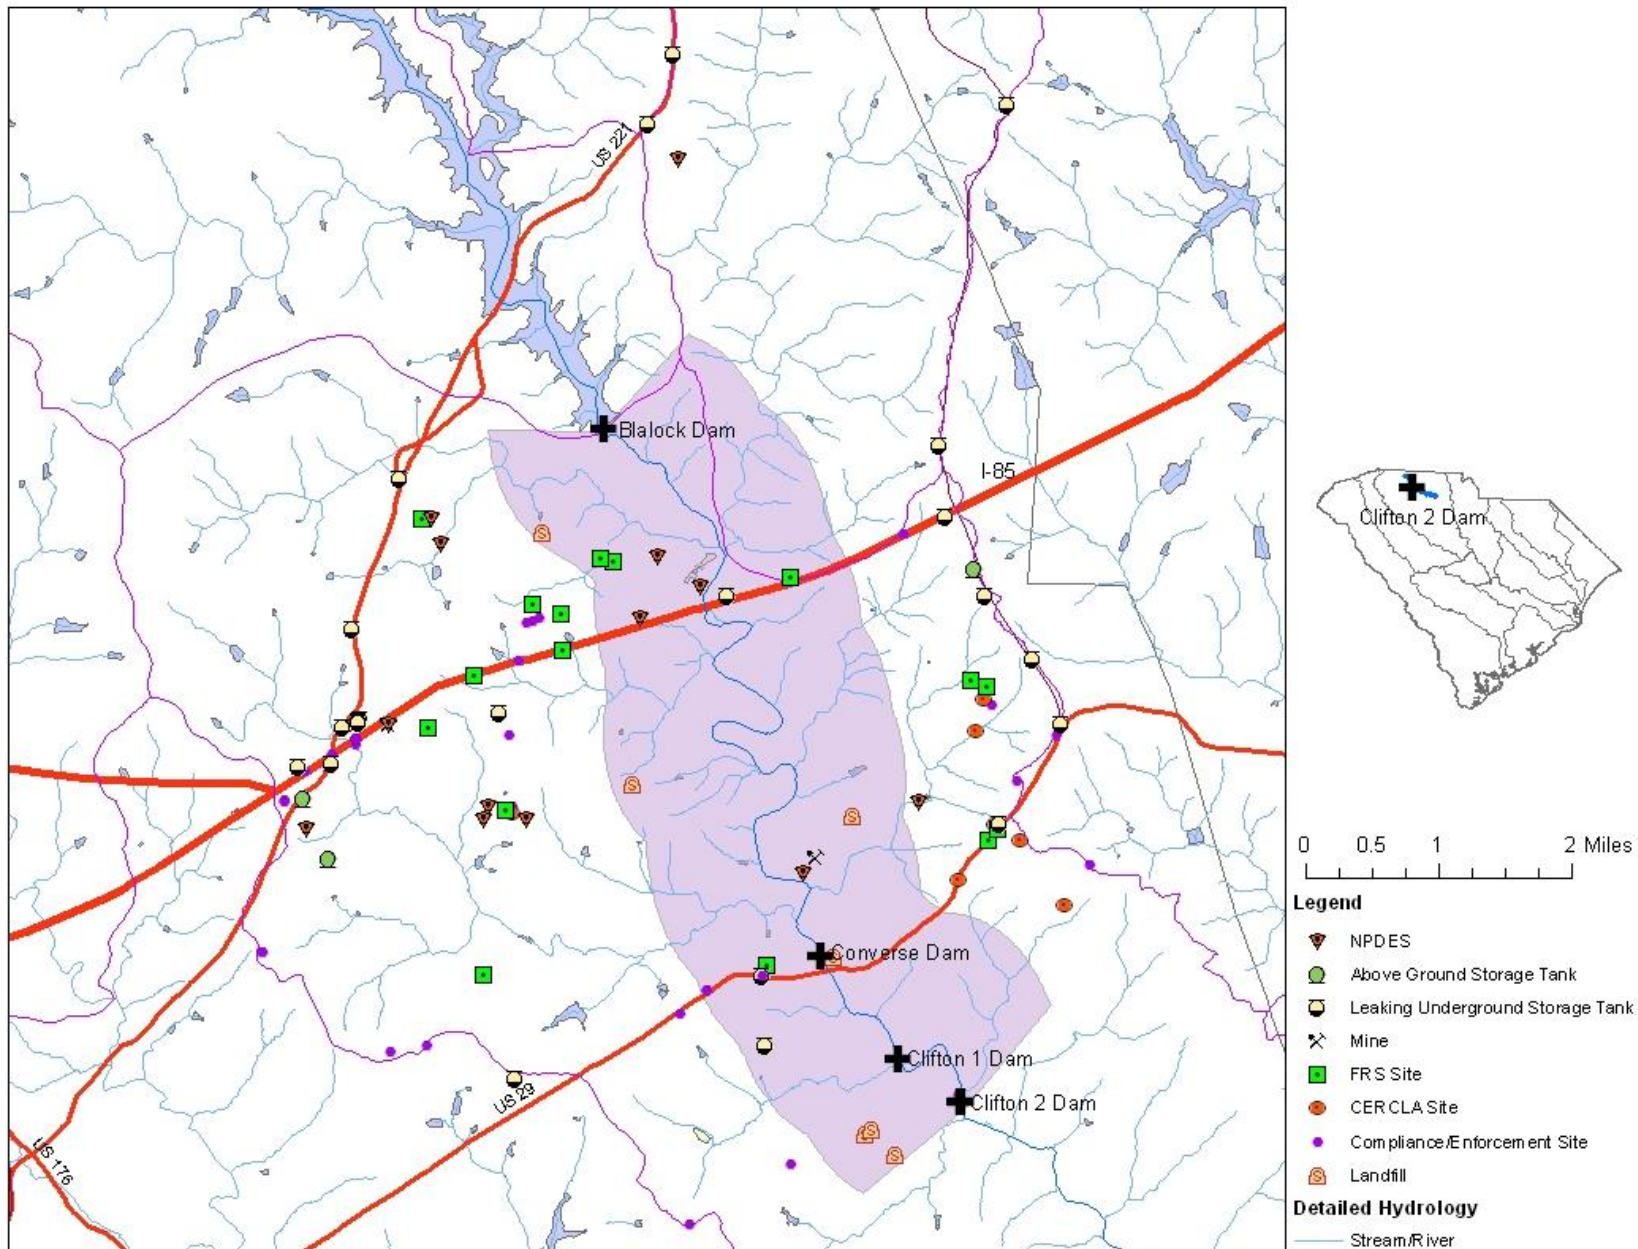 US 221
Blalock Dam
I-85
Converse Dam
Clifton 1 Dam
Clifton 2 Dam
US 29
US 176
Clifton 2 Dam
0 0.5 1 2 Miles
Legend
NPDES
Above Ground Storage Tank
Leaking Underground Storage Tank
Mine
FRS Site
CERCLA Site
Compliance/Enforcement Site
Landfill
Detailed Hydrology
Stream/River